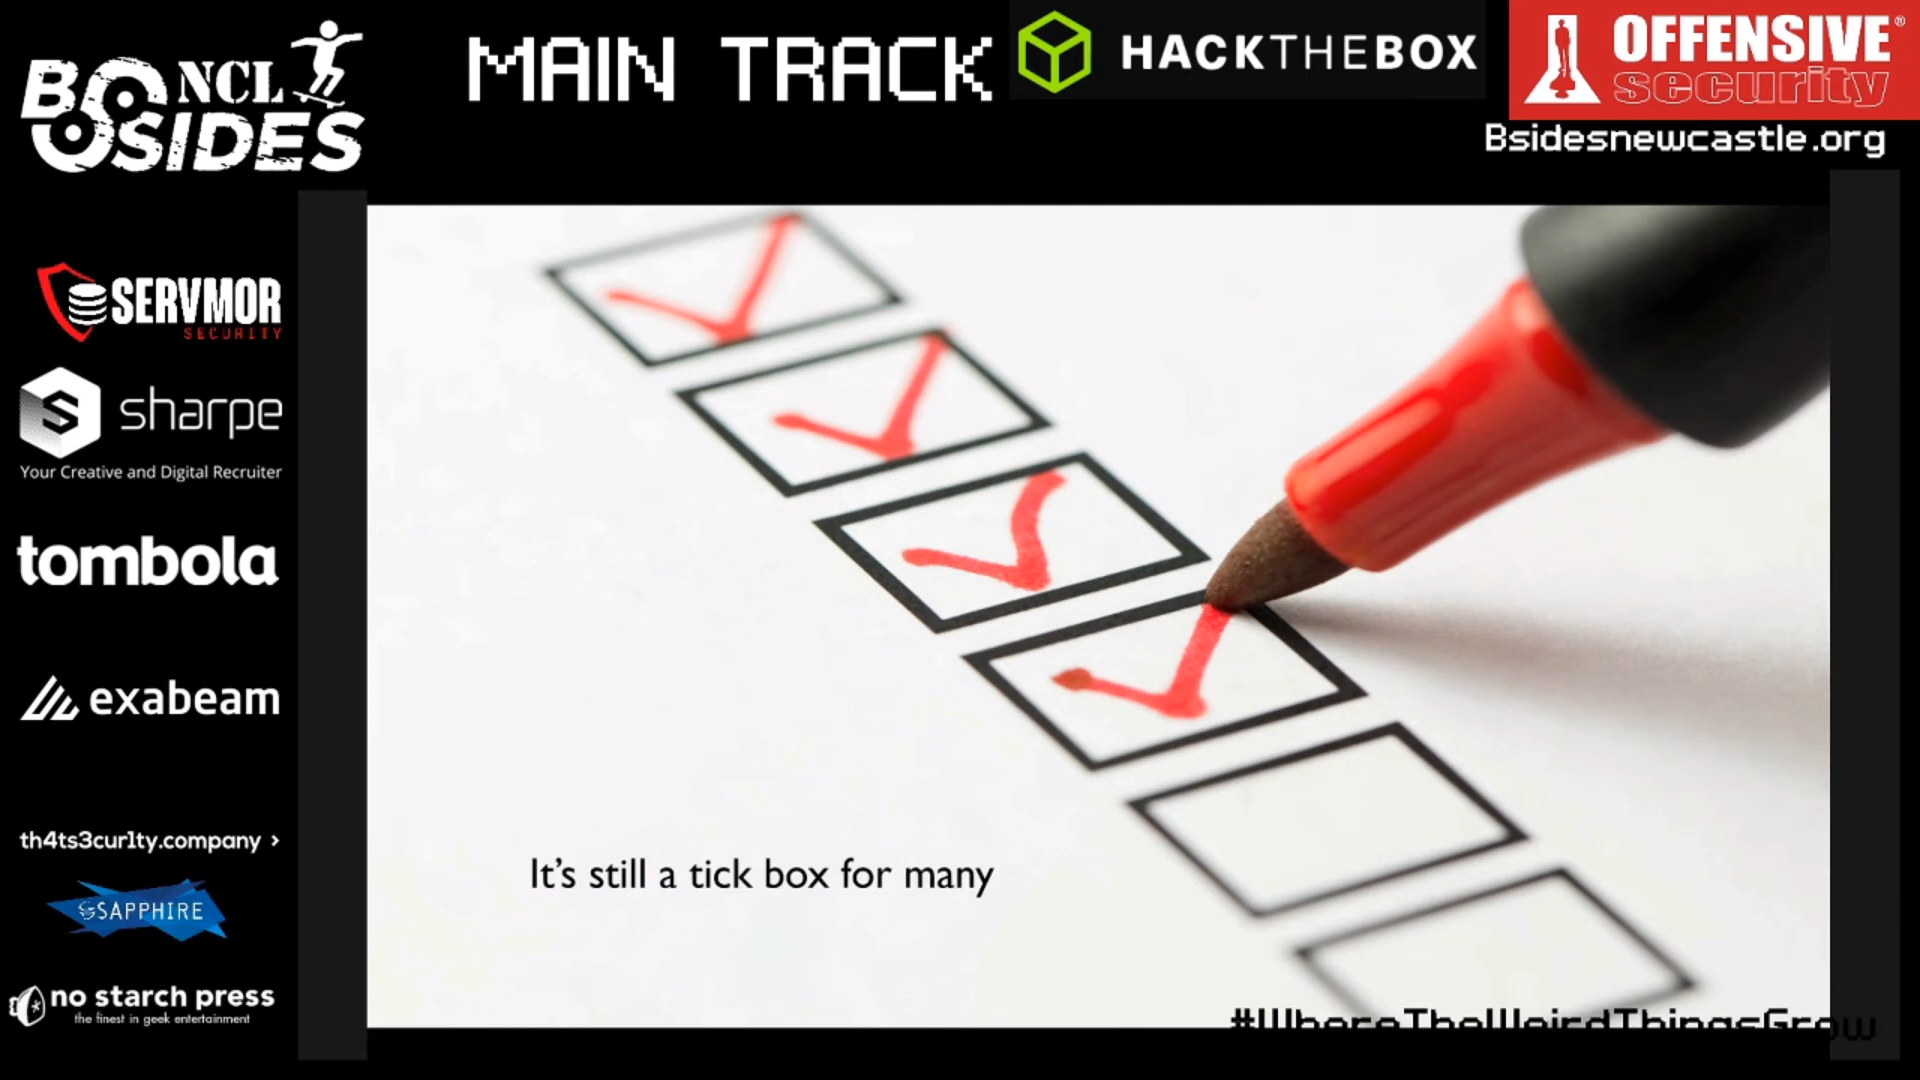 BSIDES NCL
MAIN TRACK
HACKTHEBOX
OFFENSIVE®
security
Bsidesnewcastle.org
SERVMOR
SECURITY
S sharpe
Your Creative and Digital Recruiter
tombola
exabeam
th4ts3cur1ty.company >
SAPPHIRE
no starch press
the finest in geek entertainment
It's still a tick box for many
#WhereTheWeirdThingsGrow